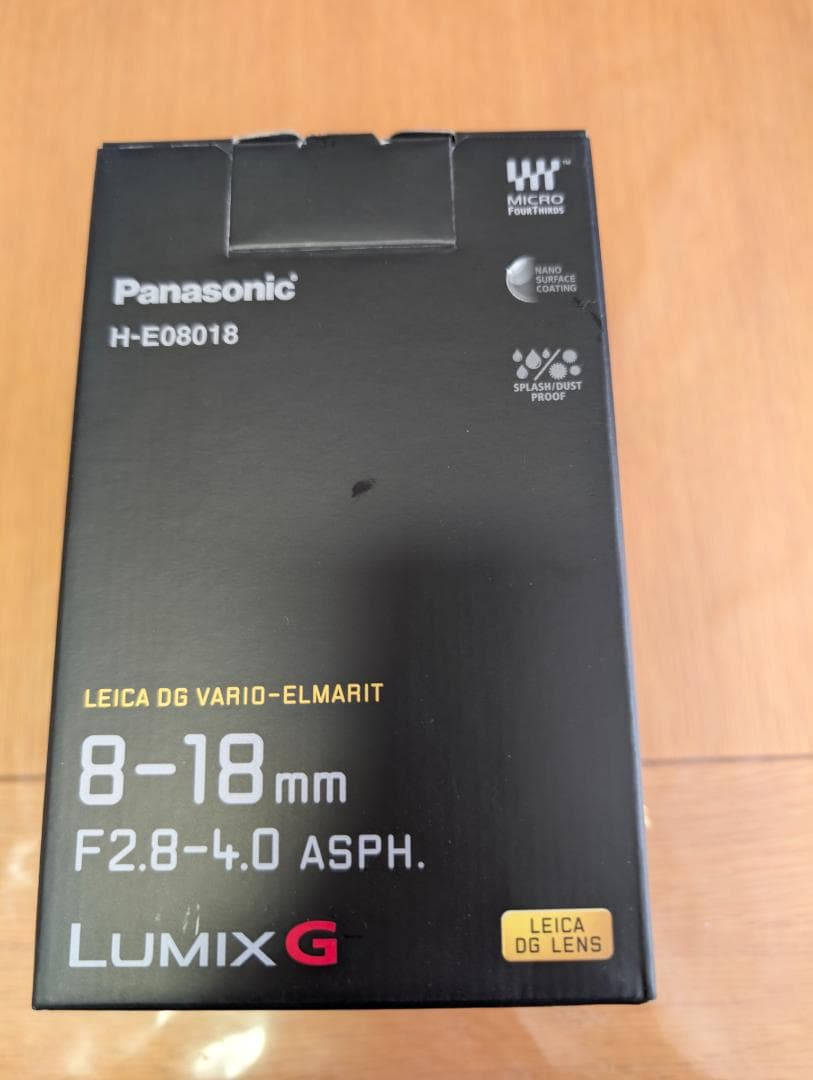 MICRO
FOURTHIRDS
Panasonic
H-E08018
NANO
SURFACE
COATING
SPLASH/DUST
PROOF
LEICA DG VARIO-ELMARIT
8-18mm
F2.8-4.0 ASPH.
LUMIX G
LEICA
DG LENS